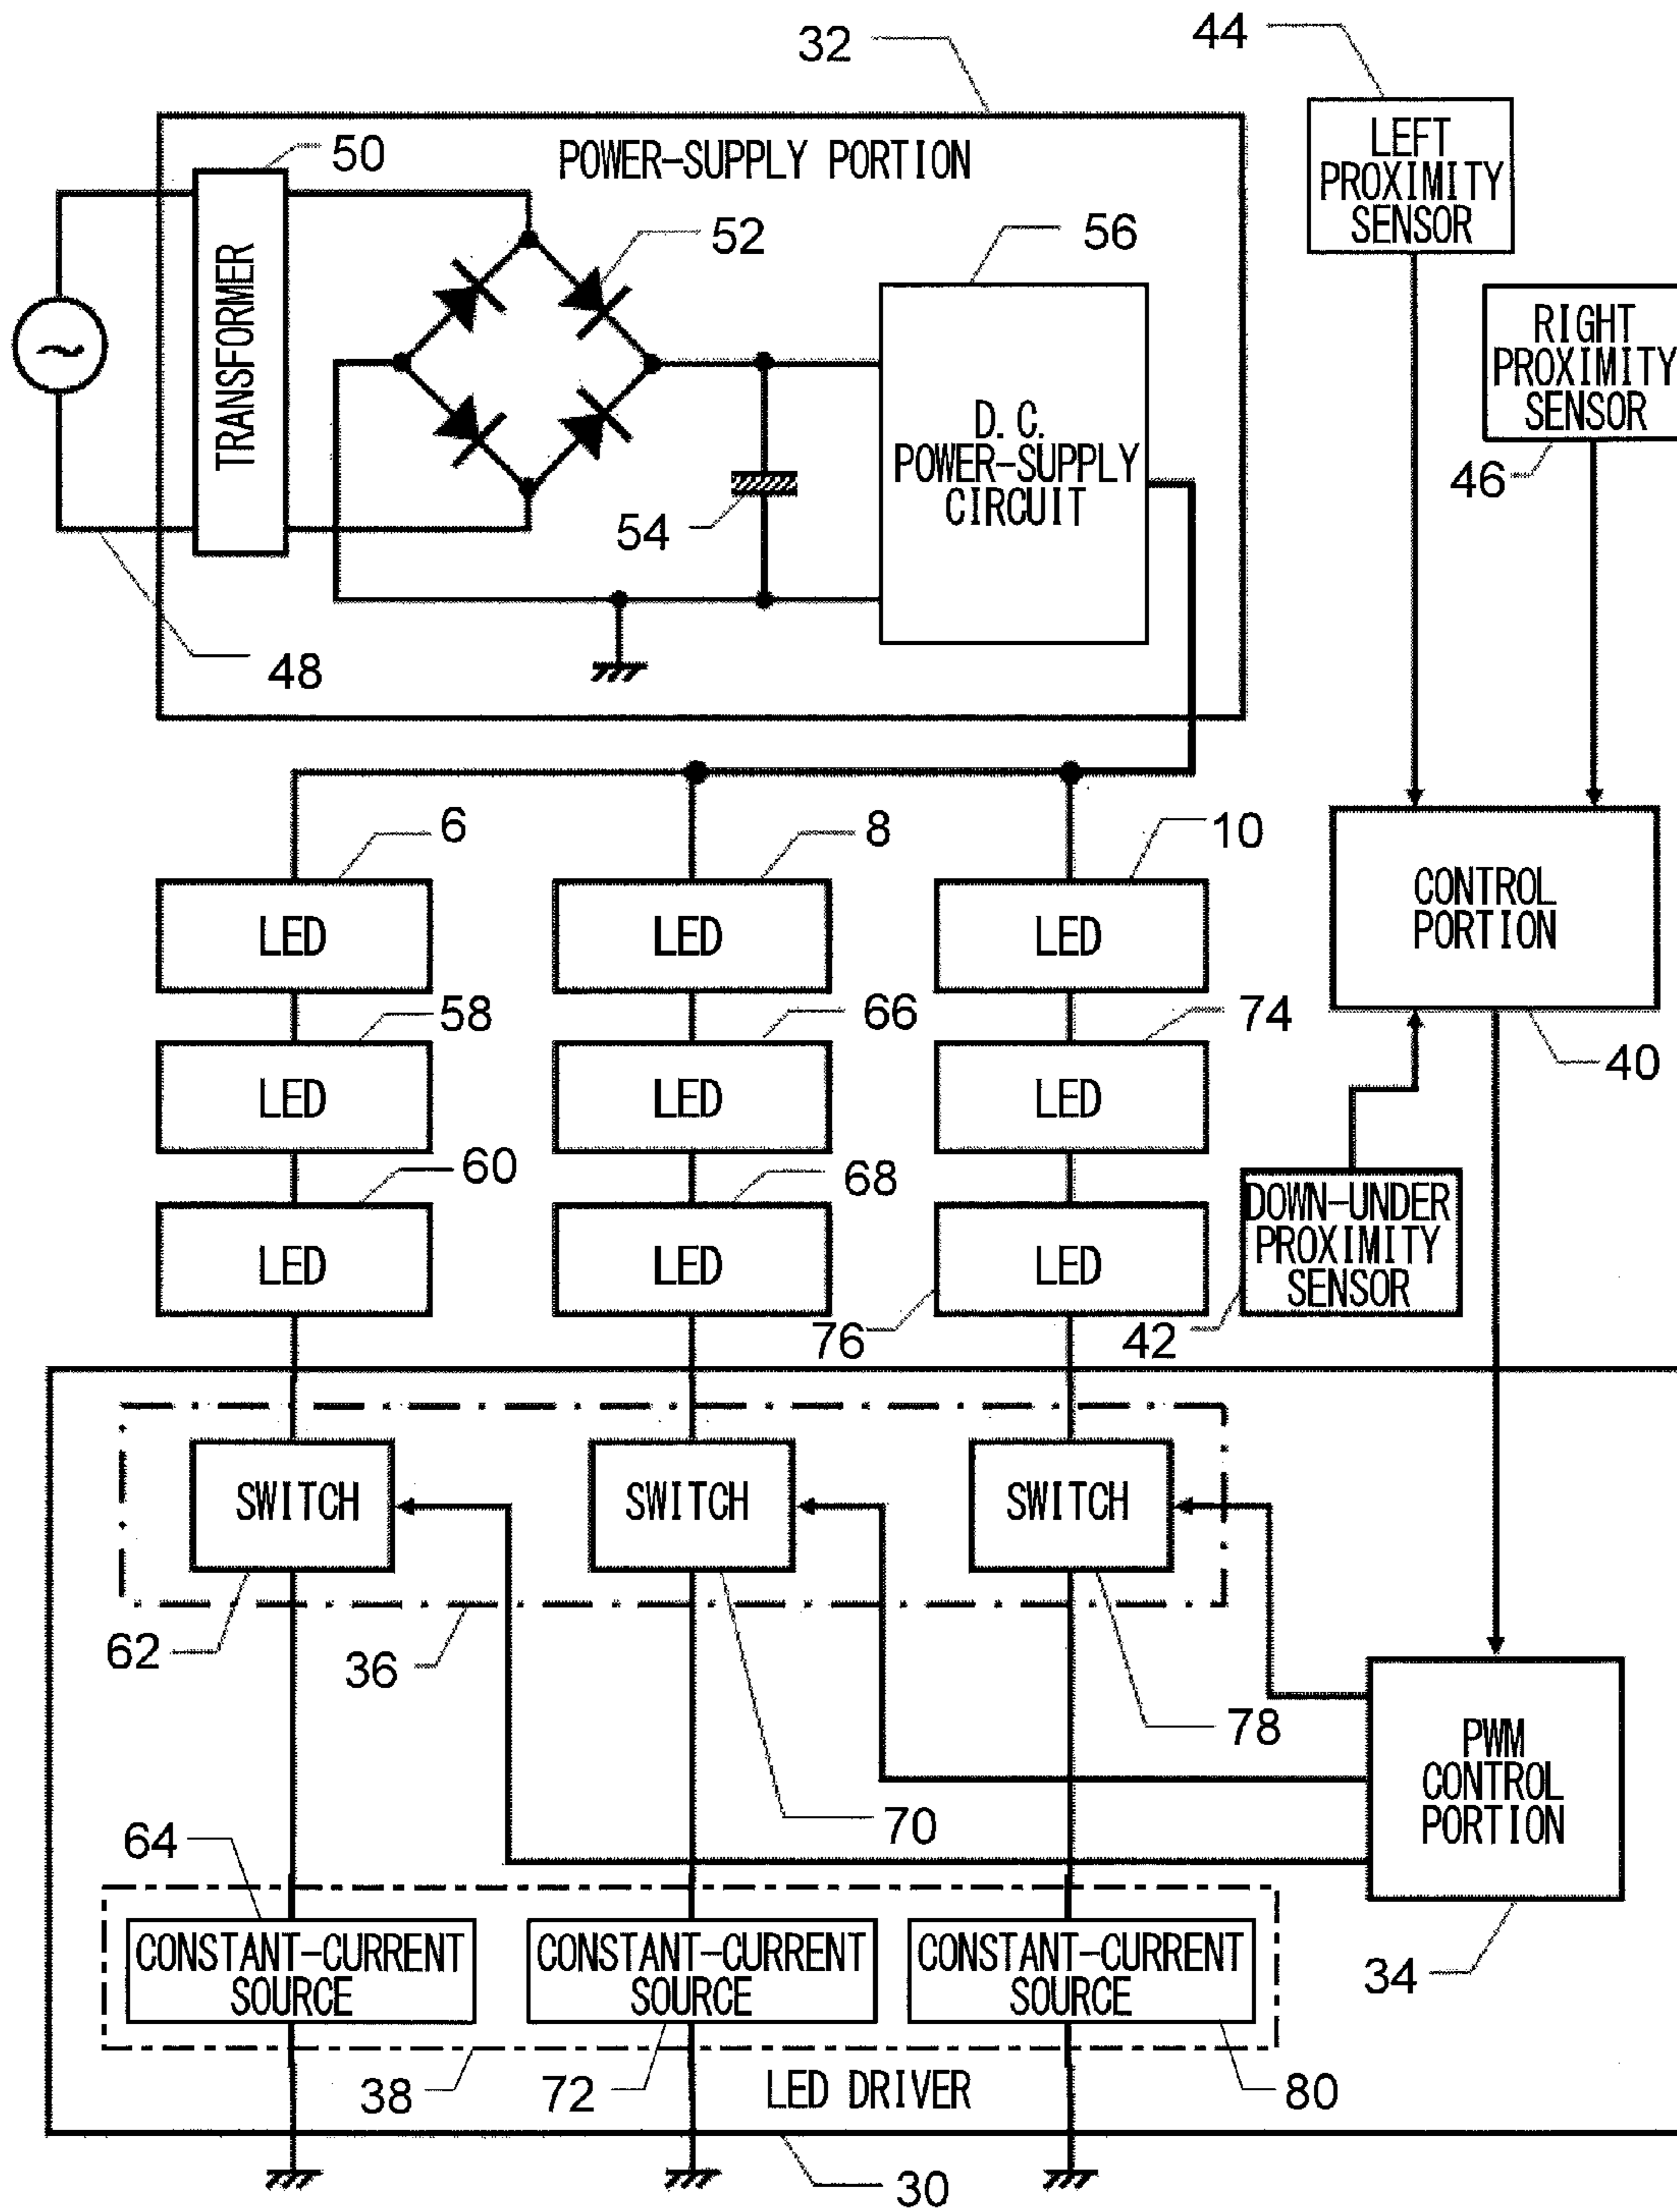 32
44
POWER-SUPPLY PORTION
LEFT
PROXIMITY
SENSOR
50
TRANSFORMER
52
56
D.C.
POWER-SUPPLY
CIRCUIT
RIGHT
PROXIMITY
SENSOR
46
54
~
48
6
8
10
LED
LED
LED
CONTROL
PORTION
58
66
74
40
LED
LED
LED
60
68
DOWN-UNDER
PROXIMITY
SENSOR
LED
LED
LED
76
42
SWITCH
SWITCH
SWITCH
62
36
78
70
PWM
CONTROL
PORTION
64
34
CONSTANT-CURRENT
SOURCE
CONSTANT-CURRENT
SOURCE
CONSTANT-CURRENT
SOURCE
38
72
LED DRIVER
80
30